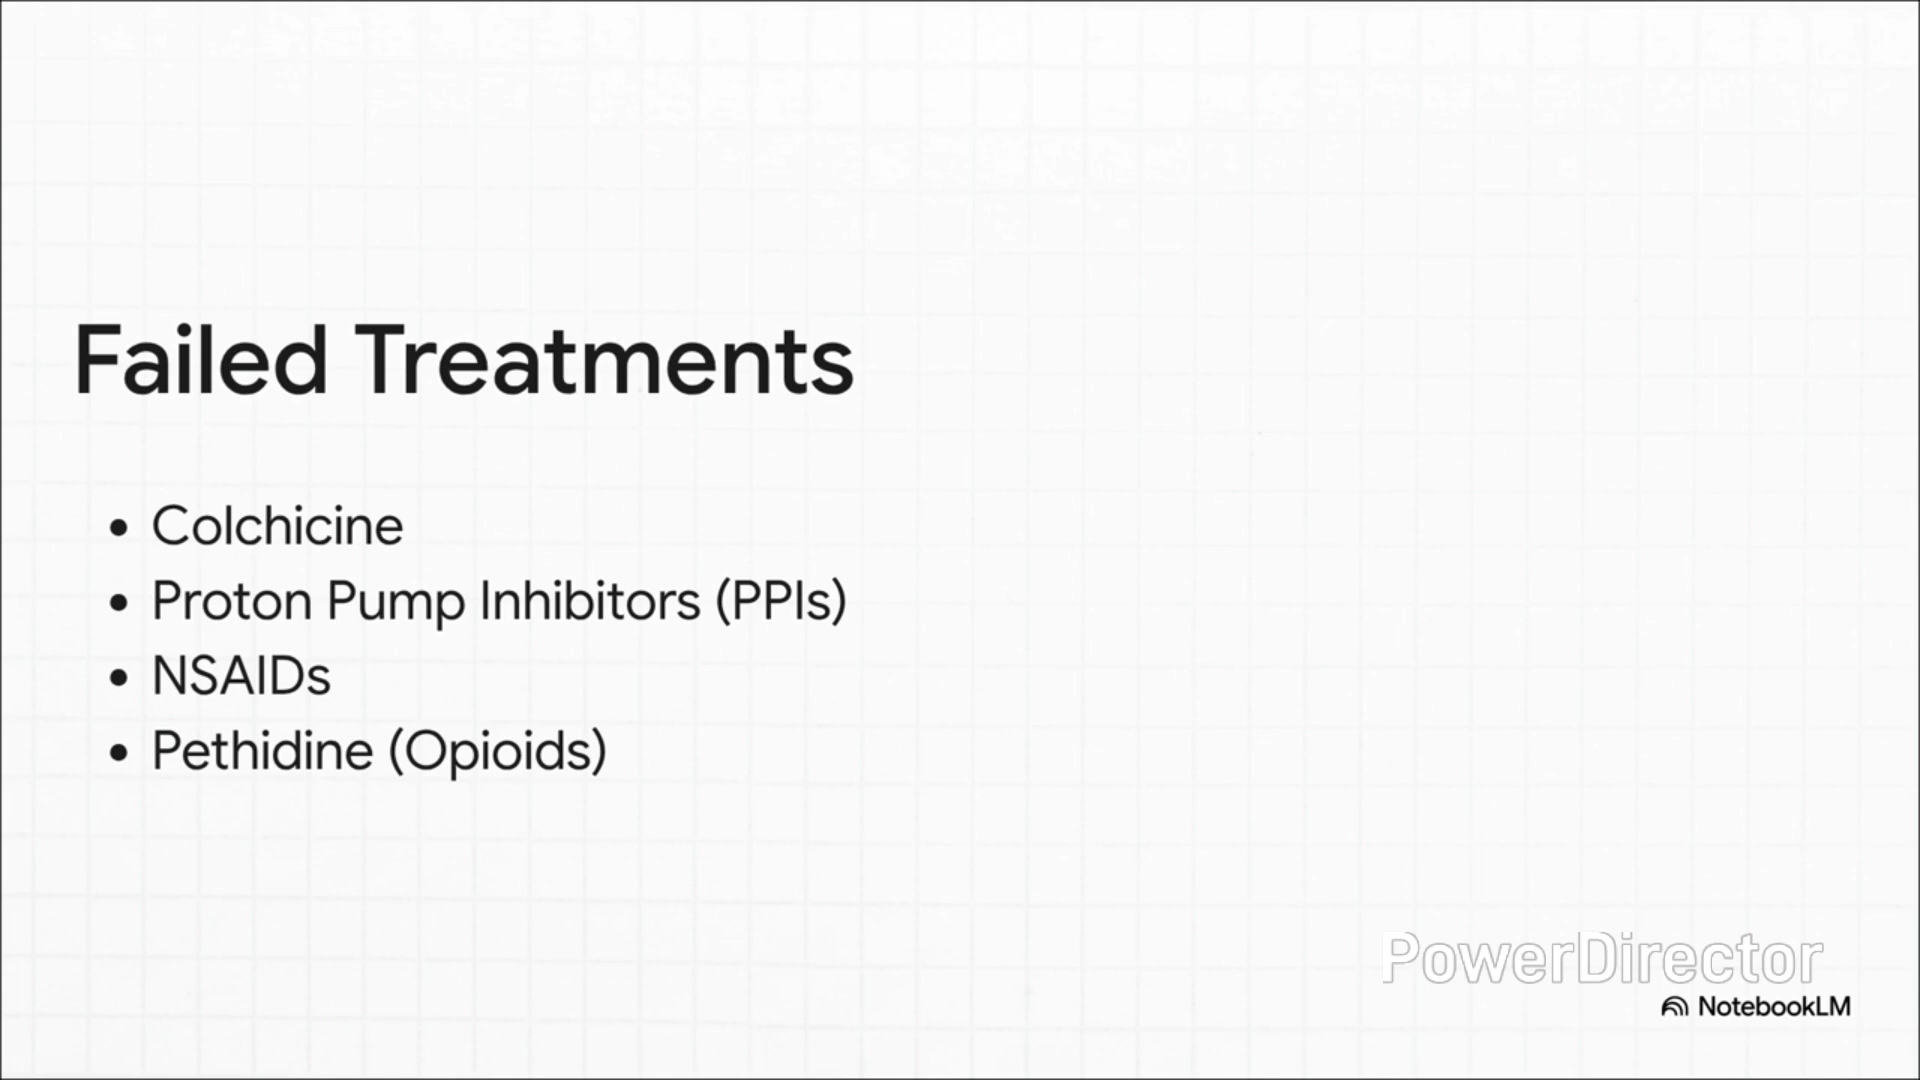 Failed Treatments
• Colchicine
• Proton Pump Inhibitors (PPIs)
• NSAIDs
• Pethidine (Opioids)
PowerDirector
NotebookLM